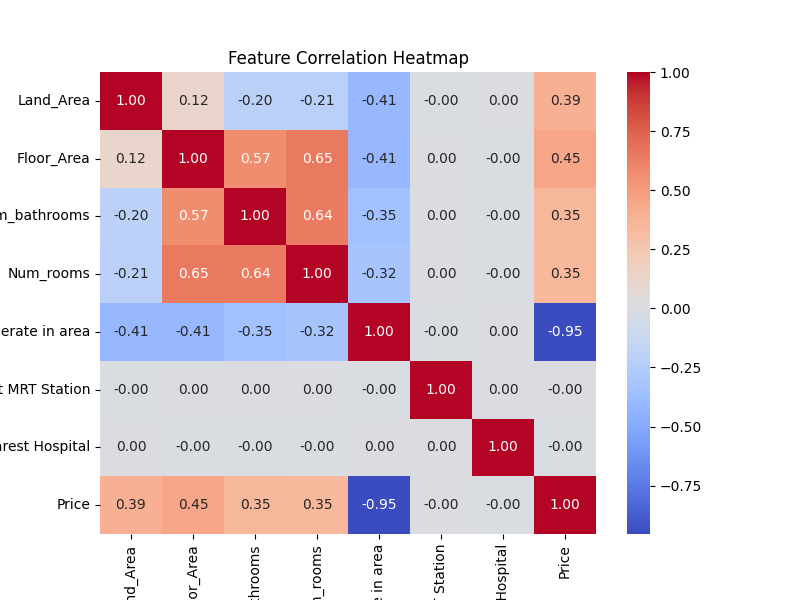 Feature Correlation Heatmap
Land_Area 1.00 0.12 -0.20 -0.21 -0.41 -0.00 0.00 0.39
Floor_Area 0.12 1.00 0.57 0.65 -0.41 0.00 -0.00 0.45
m_bathrooms -0.20 0.57 1.00 0.64 -0.35 0.00 -0.00 0.35
Num_rooms -0.21 0.65 0.64 1.00 -0.32 0.00 -0.00 0.35
erate in area -0.41 -0.41 -0.35 -0.32 1.00 -0.00 0.00 -0.95
t MRT Station -0.00 0.00 0.00 0.00 -0.00 1.00 0.00 -0.00
arest Hospital 0.00 -0.00 -0.00 -0.00 0.00 0.00 1.00 -0.00
Price 0.39 0.45 0.35 0.35 -0.95 -0.00 -0.00 1.00
nd_Area
or_Area
throoms
n_rooms
e in area
Station
Hospital
Price
1.00
0.75
0.50
0.25
0.00
−0.25
−0.50
−0.75